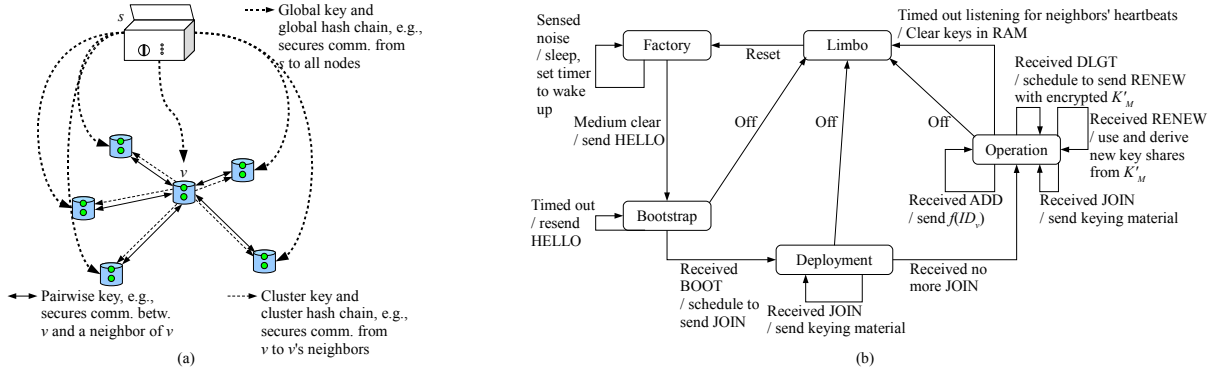 s
Global key and
global hash chain, e.g.,
secures comm. from
s to all nodes
v
Pairwise key, e.g.,
secures comm. betw.
v and a neighbor of v
Cluster key and
cluster hash chain, e.g.,
secures comm. from
v to v's neighbors
(a)
Sensed
noise
/ sleep,
set timer
to wake
up
Factory
Reset
Limbo
Timed out listening for neighbors' heartbeats
/ Clear keys in RAM
Received DLGT
/ schedule to send RENEW
with encrypted K'M
Received RENEW
/ use and derive
new key shares
from K'M
Medium clear
/ send HELLO
Off
Off
Off
Operation
Received ADD
/ send f(IDv)
Received JOIN
/ send keying material
Timed out
/ resend
HELLO
Bootstrap
Received
BOOT
/ schedule to
send JOIN
Deployment
Received JOIN
/ send keying material
Received no
more JOIN
(b)